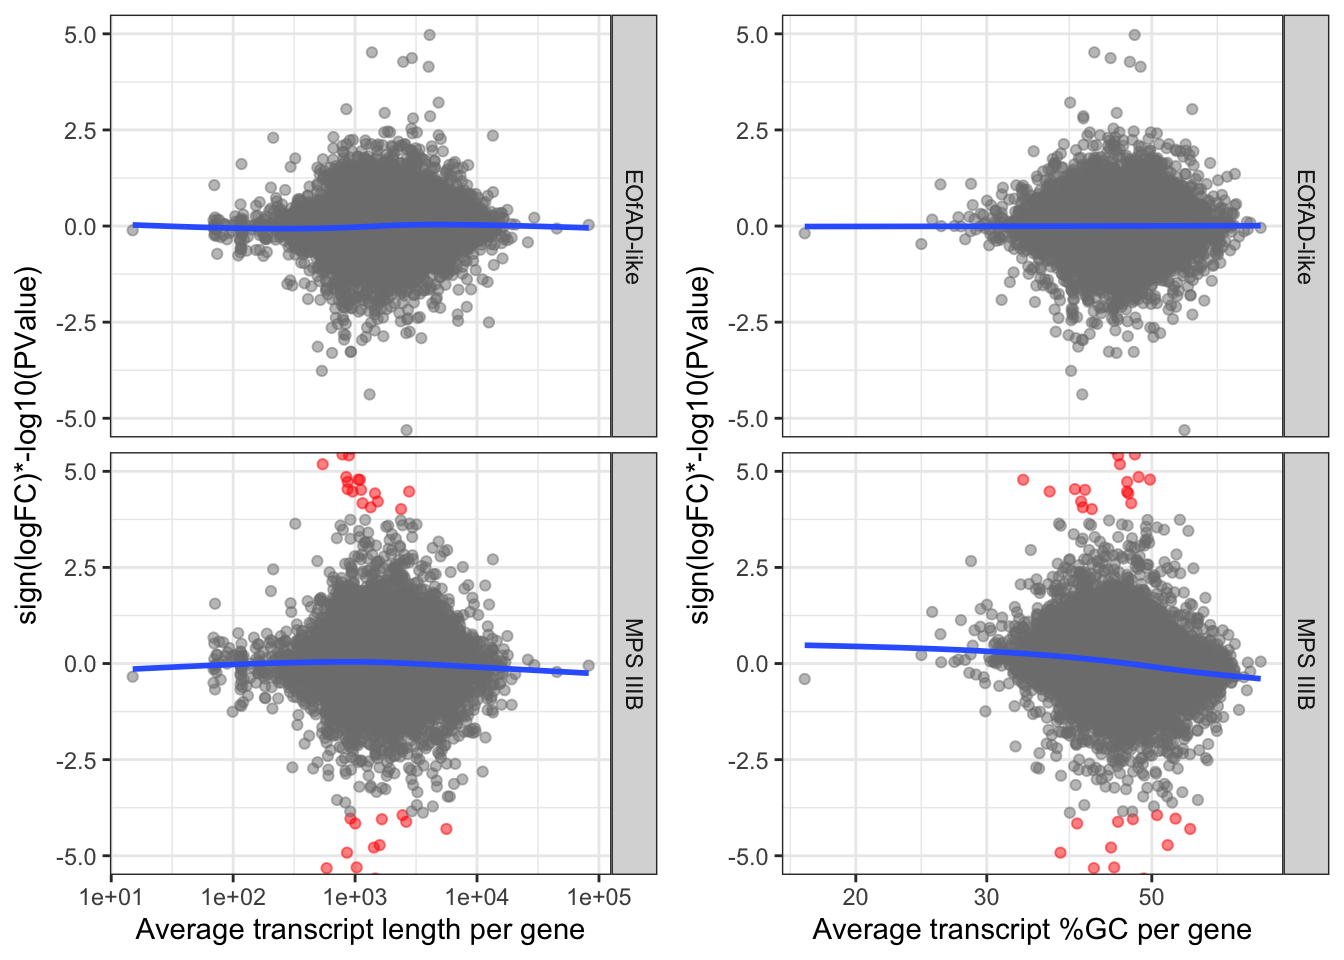 sign(logFC)*-log10(PValue)
5.0
2.5
0.0
-2.5
-5.0
EOfAD-like
5.0
2.5
0.0
-2.5
-5.0
MPS IIIB
1e+01 1e+02 1e+03 1e+04 1e+05
Average transcript length per gene
sign(logFC)*-log10(PValue)
5.0
2.5
0.0
-2.5
-5.0
EOfAD-like
5.0
2.5
0.0
-2.5
-5.0
MPS IIIB
20 30 50
Average transcript %GC per gene